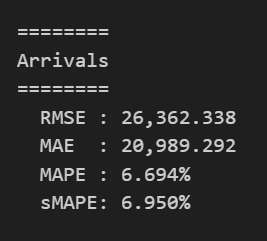 ========
Arrivals
========
RMSE : 26,362.338
MAE  : 20,989.292
MAPE : 6.694%
sMAPE: 6.950%